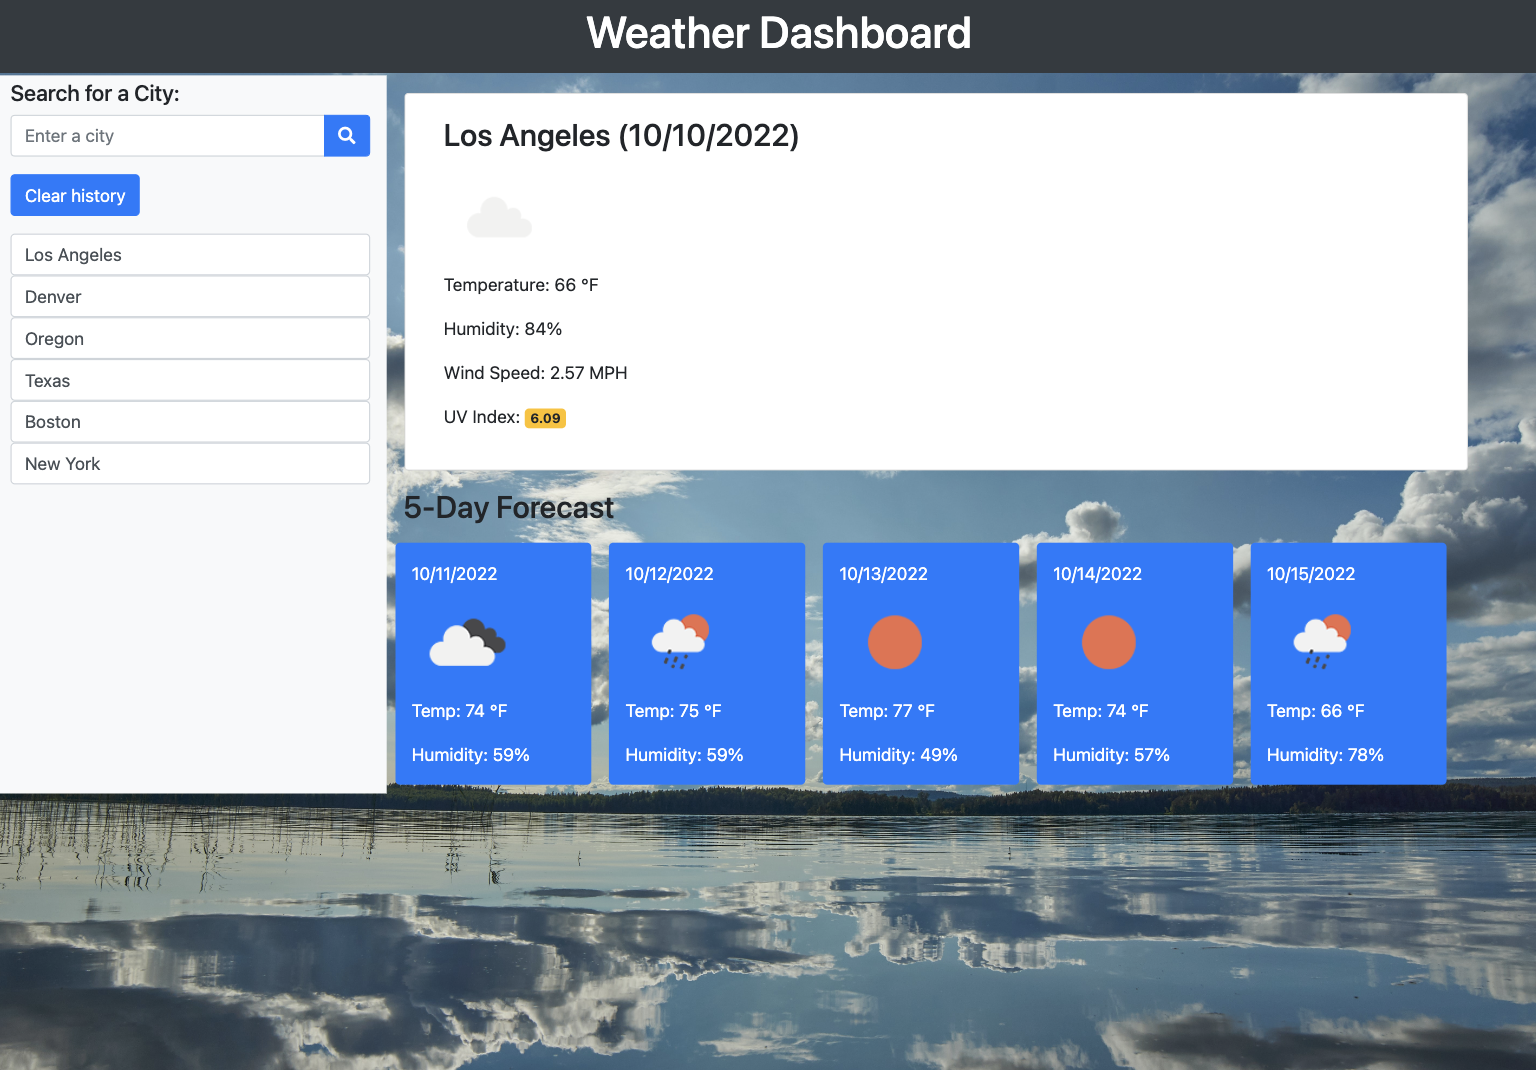 Weather Dashboard
Search for a City:
Enter a city
Clear history
Los Angeles
Denver
Oregon
Texas
Boston
New York
Los Angeles (10/10/2022)
Temperature: 66 °F
Humidity: 84%
Wind Speed: 2.57 MPH
UV Index: 6.09
5-Day Forecast
10/11/2022
Temp: 74 °F
Humidity: 59%
10/12/2022
Temp: 75 °F
Humidity: 59%
10/13/2022
Temp: 77 °F
Humidity: 49%
10/14/2022
Temp: 74 °F
Humidity: 57%
10/15/2022
Temp: 66 °F
Humidity: 78%